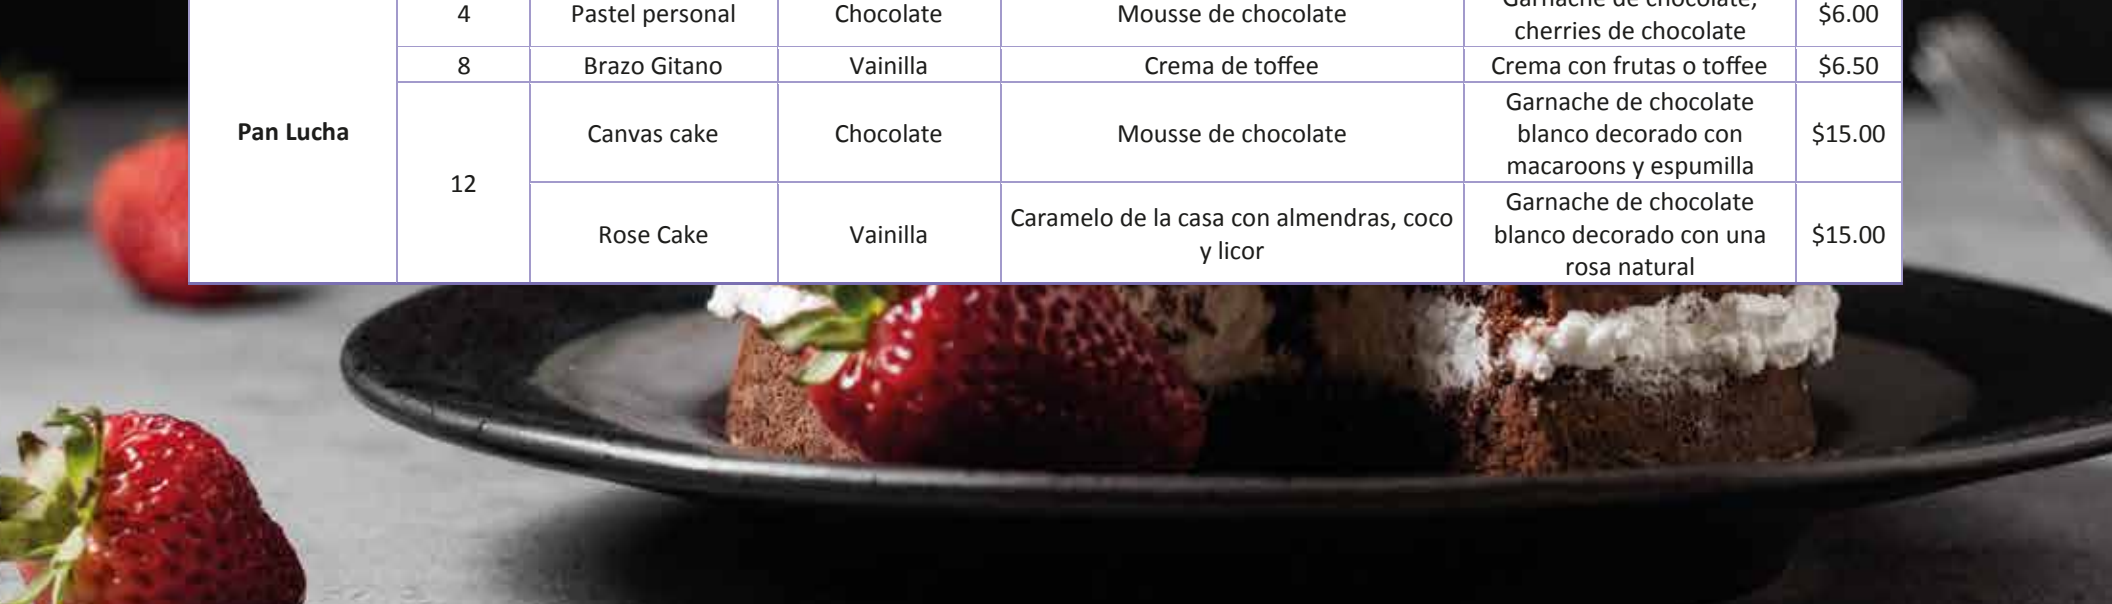 4 Pastel personal Chocolate Mousse de chocolate Garnache de chocolate, cherries de chocolate $6.00
8 Brazo Gitano Vainilla Crema de toffee Crema con frutas o toffee $6.50
Pan Lucha
12
Canvas cake Chocolate Mousse de chocolate
Garnache de chocolate
blanco decorado con
macaroons y espumilla
$15.00
Rose Cake Vainilla
Caramelo de la casa con almendras, coco
y licor
Garnache de chocolate
blanco decorado con una
rosa natural
$15.00